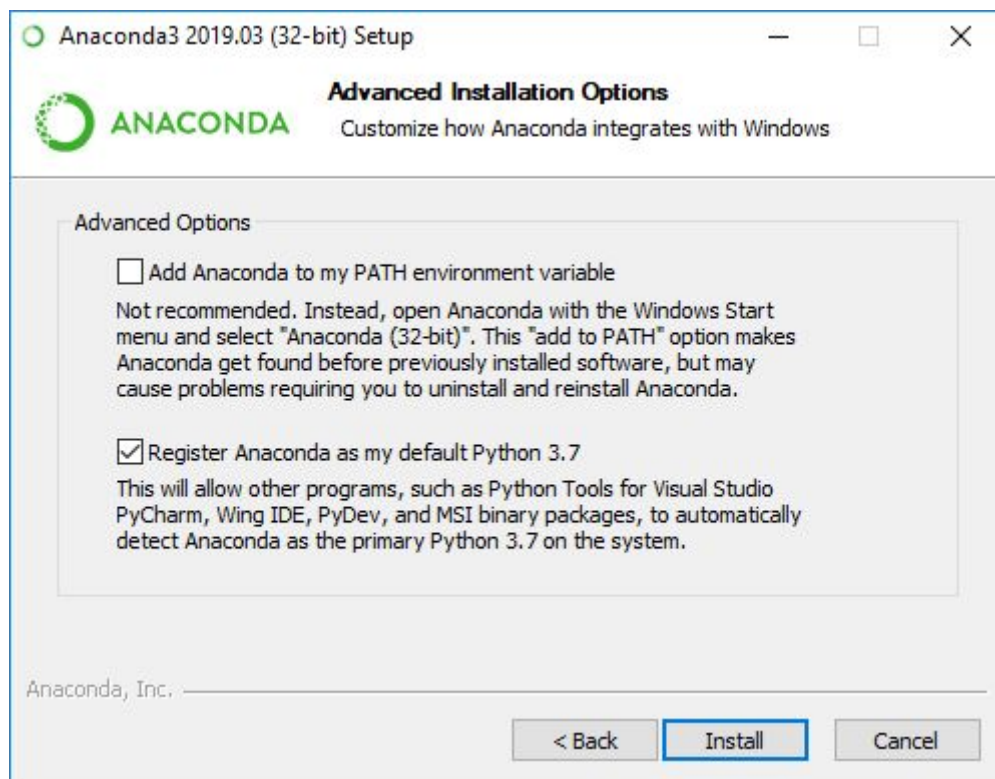 Anaconda3 2019.03 (32-bit) Setup
ANACONDA
Advanced Installation Options
Customize how Anaconda integrates with Windows
Advanced Options
Add Anaconda to my PATH environment variable
Not recommended. Instead, open Anaconda with the Windows Start
menu and select "Anaconda (32-bit)". This "add to PATH" option makes
Anaconda get found before previously installed software, but may
cause problems requiring you to uninstall and reinstall Anaconda.
Register Anaconda as my default Python 3.7
This will allow other programs, such as Python Tools for Visual Studio
PyCharm, Wing IDE, PyDev, and MSI binary packages, to automatically
detect Anaconda as the primary Python 3.7 on the system.
Anaconda, Inc.
< Back
Install
Cancel